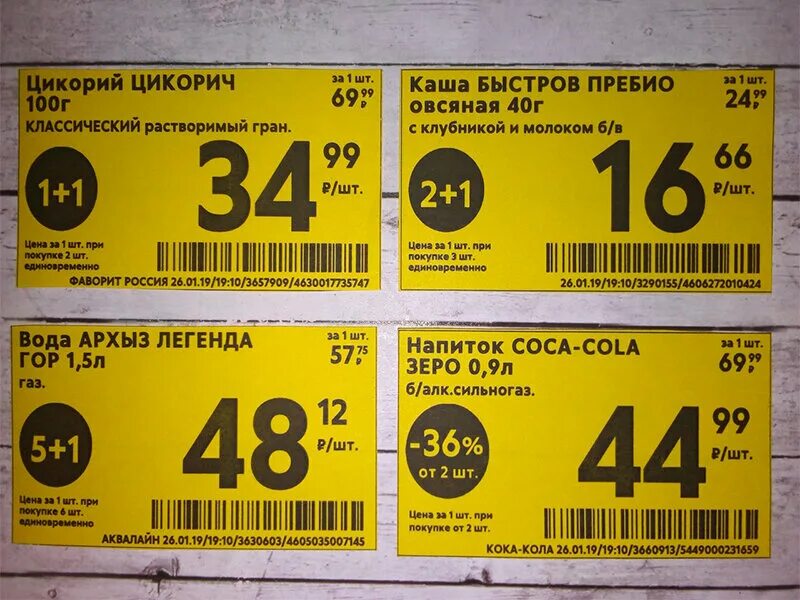 Цикорий ЦИКОРИЧ
100г
за 1 шт.
69 99 ₽
КЛАССИЧЕСКИЙ растворимый гран.
1+1
34 99
₽/шт.
Цена за 1 шт. при
покупке 2 шт.
единовременно
ФАВОРИТ РОССИЯ 26.01.19/19:10/3657909/4630017735747
Каша БЫСТРОВ ПРЕБИО
овсяная 40г
за 1 шт.
24 99 ₽
с клубникой и молоком б/в
2+1
16 66
₽/шт.
Цена за 1 шт. при
покупке 3 шт.
единовременно
26.01.19/19:10/3290155/4606272010424
Вода АРХЫЗ ЛЕГЕНДА
ГОР 1,5л
за 1 шт.
57 75 ₽
газ.
5+1
48 12
₽/шт.
Цена за 1 шт. при
покупке 6 шт.
единовременно
АКВАЛАЙН 26.01.19/19:10/3630603/4605035007145
Напиток COCA-COLA
ЗЕРО 0,9л
за 1 шт.
69 99 ₽
б/алк.сильногаз.
-36%
от 2 шт.
44 99
₽/шт.
Цена за 1 шт. при
покупке от 2 шт.
КОКА-КОЛА 26.01.19/19:10/3660913/5449000231659